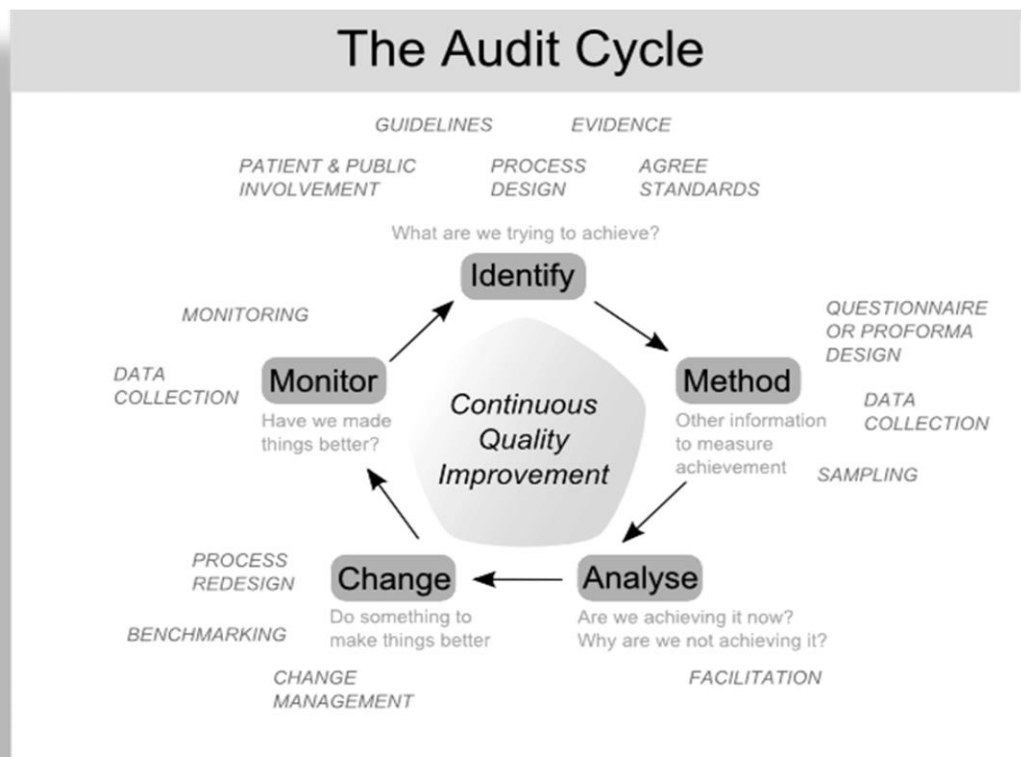 The Audit Cycle
GUIDELINES
EVIDENCE
PATIENT & PUBLIC
INVOLVEMENT
PROCESS
DESIGN
AGREE
STANDARDS
What are we trying to achieve?
Identify
QUESTIONNAIRE
OR PROFORMA
DESIGN
Method
Other information
to measure
achievement
DATA
COLLECTION
SAMPLING
Analyse
Are we achieving it now?
Why are we not achieving it?
FACILITATION
Change
Do something to
make things better
PROCESS
REDESIGN
BENCHMARKING
CHANGE
MANAGEMENT
Monitor
Have we made
things better?
MONITORING
DATA
COLLECTION
Continuous
Quality
Improvement